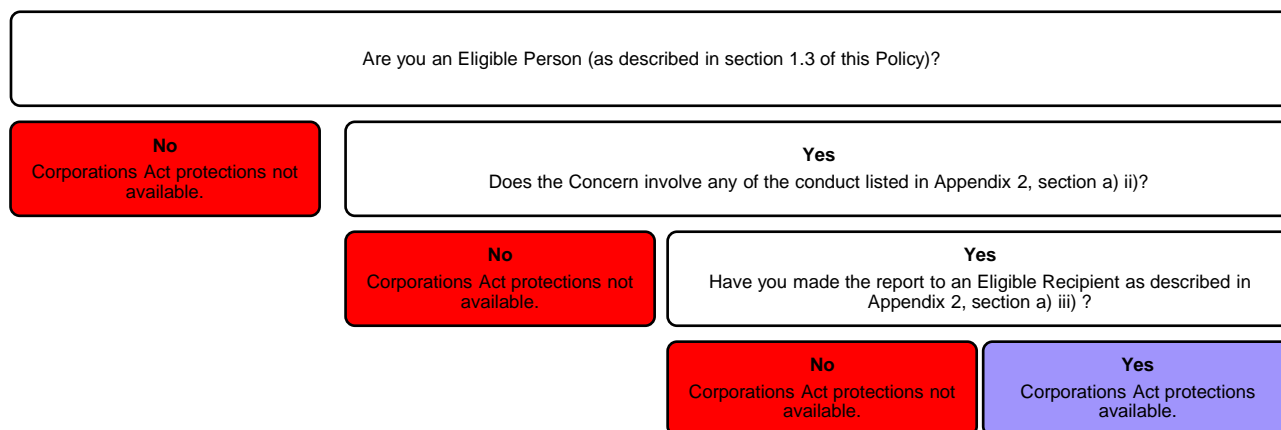 Are you an Eligible Person (as described in section 1.3 of this Policy)?
No
Corporations Act protections not
available.
Yes
Does the Concern involve any of the conduct listed in Appendix 2, section a) ii)?
No
Corporations Act protections not
available.
Yes
Have you made the report to an Eligible Recipient as described in
Appendix 2, section a) iii) ?
No
Corporations Act protections not
available.
Yes
Corporations Act protections
available.